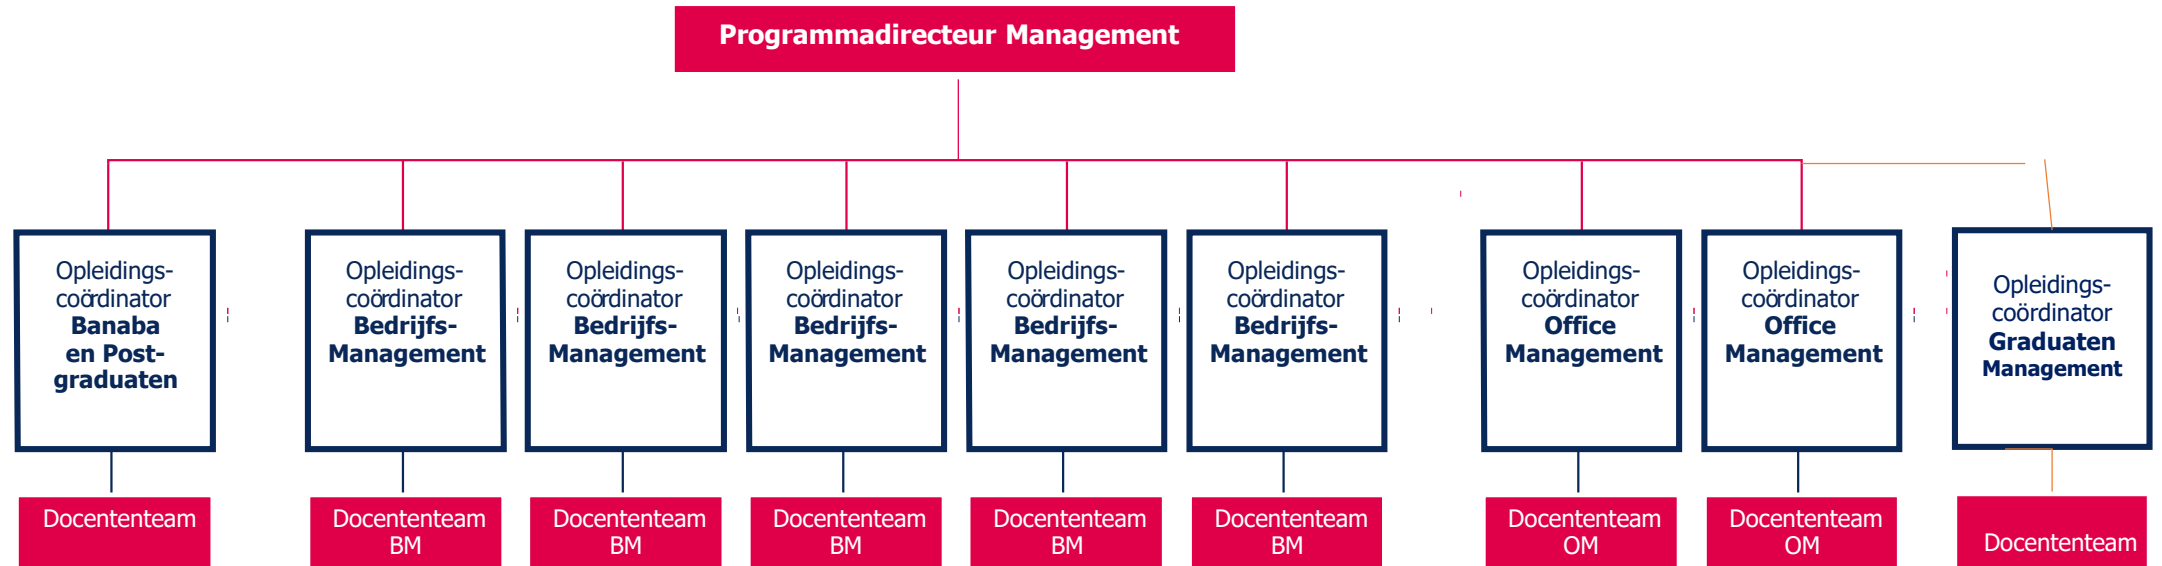 Programmadirecteur Management
Opleidings-
coördinator
Banaba
en Post-
graduaten
Opleidings-
coördinator
Bedrijfs-
Management
Opleidings-
coördinator
Bedrijfs-
Management
Opleidings-
coördinator
Bedrijfs-
Management
Opleidings-
coördinator
Bedrijfs-
Management
Opleidings-
coördinator
Bedrijfs-
Management
Opleidings-
coördinator
Office
Management
Opleidings-
coördinator
Office
Management
Opleidings-
coördinator
Graduaten
Management
Docententeam
Docententeam
BM
Docententeam
BM
Docententeam
BM
Docententeam
BM
Docententeam
BM
Docententeam
OM
Docententeam
OM
Docententeam